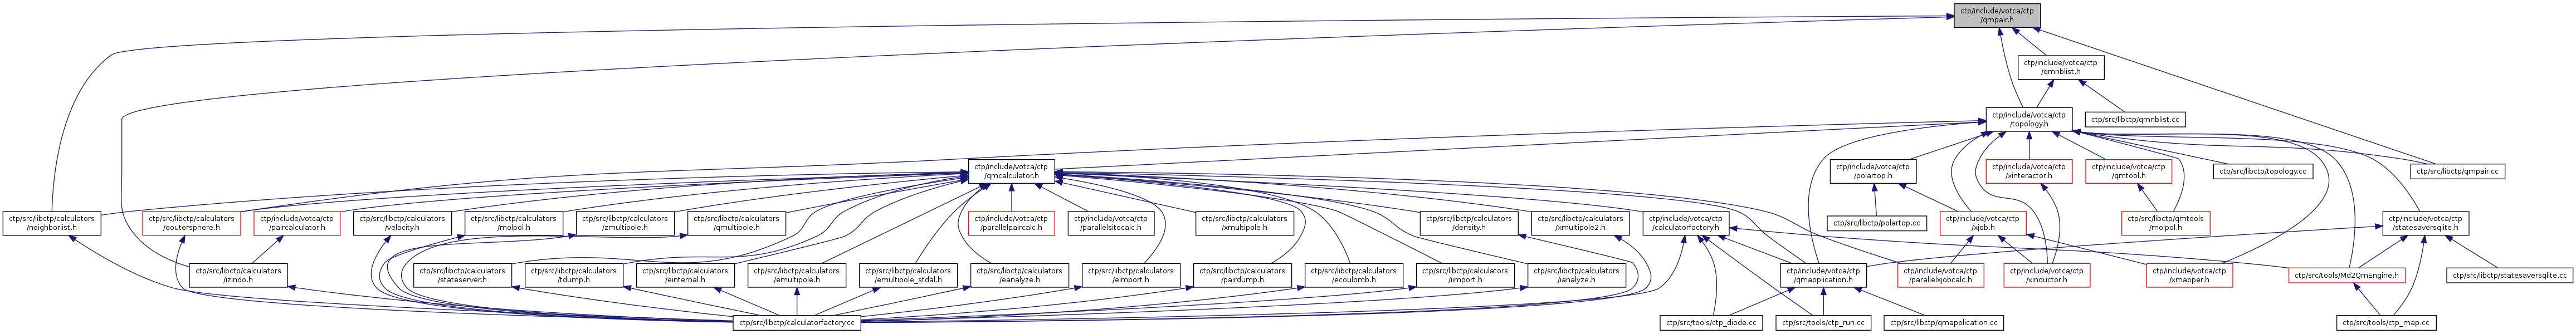 ctp/include/votca/ctp
/qmpair.h
ctp/include/votca/ctp
/qmnblist.h
ctp/include/votca/ctp
/topology.h
ctp/src/libctp/qmnblist.cc
ctp/include/votca/ctp
/qmcalculator.h
ctp/include/votca/ctp
/polartop.h
ctp/include/votca/ctp
/xinteractor.h
ctp/include/votca/ctp
/qmtool.h
ctp/src/libctp/topology.cc
ctp/src/libctp/qmpair.cc
ctp/src/libctp/calculators
/neighborlist.h
ctp/src/libctp/calculators
/eoutersphere.h
ctp/include/votca/ctp
/paircalculator.h
ctp/src/libctp/calculators
/velocity.h
ctp/src/libctp/calculators
/molpol.h
ctp/src/libctp/calculators
/zmultipole.h
ctp/src/libctp/calculators
/qmultipole.h
ctp/include/votca/ctp
/parallelpaircalc.h
ctp/include/votca/ctp
/parallelsitecalc.h
ctp/src/libctp/calculators
/xmultipole.h
ctp/src/libctp/calculators
/density.h
ctp/src/libctp/calculators
/xmultipole2.h
ctp/include/votca/ctp
/calculatorfactory.h
ctp/src/libctp/polartop.cc
ctp/include/votca/ctp
/xjob.h
ctp/src/libctp/qmtools
/molpol.h
ctp/include/votca/ctp
/statesaversqlite.h
ctp/src/libctp/calculators
/izindo.h
ctp/src/libctp/calculators
/stateserver.h
ctp/src/libctp/calculators
/tdump.h
ctp/src/libctp/calculators
/einternal.h
ctp/src/libctp/calculators
/emultipole.h
ctp/src/libctp/calculators
/emultipole_stdal.h
ctp/src/libctp/calculators
/eanalyze.h
ctp/src/libctp/calculators
/eimport.h
ctp/src/libctp/calculators
/pairdump.h
ctp/src/libctp/calculators
/ecoulomb.h
ctp/src/libctp/calculators
/iimport.h
ctp/src/libctp/calculators
/ianalyze.h
ctp/include/votca/ctp
/qmapplication.h
ctp/include/votca/ctp
/parallelxjobcalc.h
ctp/include/votca/ctp
/xinductor.h
ctp/include/votca/ctp
/xmapper.h
ctp/src/tools/Md2QmEngine.h
ctp/src/libctp/statesaversqlite.cc
ctp/src/libctp/calculatorfactory.cc
ctp/src/tools/ctp_diode.cc
ctp/src/tools/ctp_run.cc
ctp/src/libctp/qmapplication.cc
ctp/src/tools/ctp_map.cc